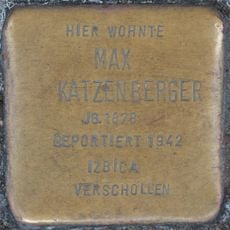 HIER WOHNTE
MAX
KATZENBERGER
JG. 1878
DEPORTIERT 1942
IZBICA
VERSCHOLLEN